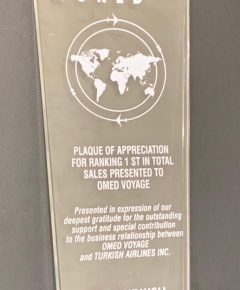 PLAQUE OF APPRECIATION
FOR RANKING 1 ST IN TOTAL
SALES PRESENTED TO
OMED VOYAGE
Presented in expression of our
deepest gratitude for the outstanding
support and special contribution
to the business relationship between
OMED VOYAGE
and TURKISH AIRLINES INC.